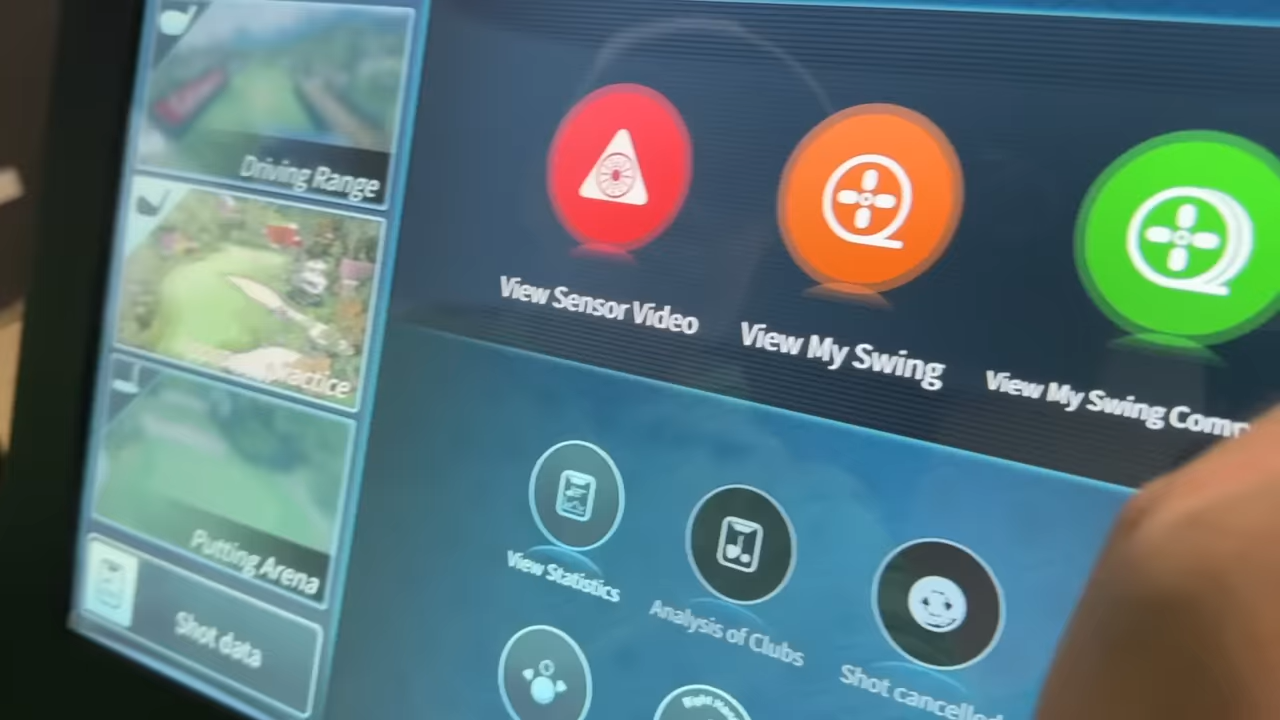 Driving Range
Practice
Putting Arena
Shot data
View Sensor Video
View My Swing
View My Swing
View Statistics
Analysis of Clubs
Shot cancelled
Right